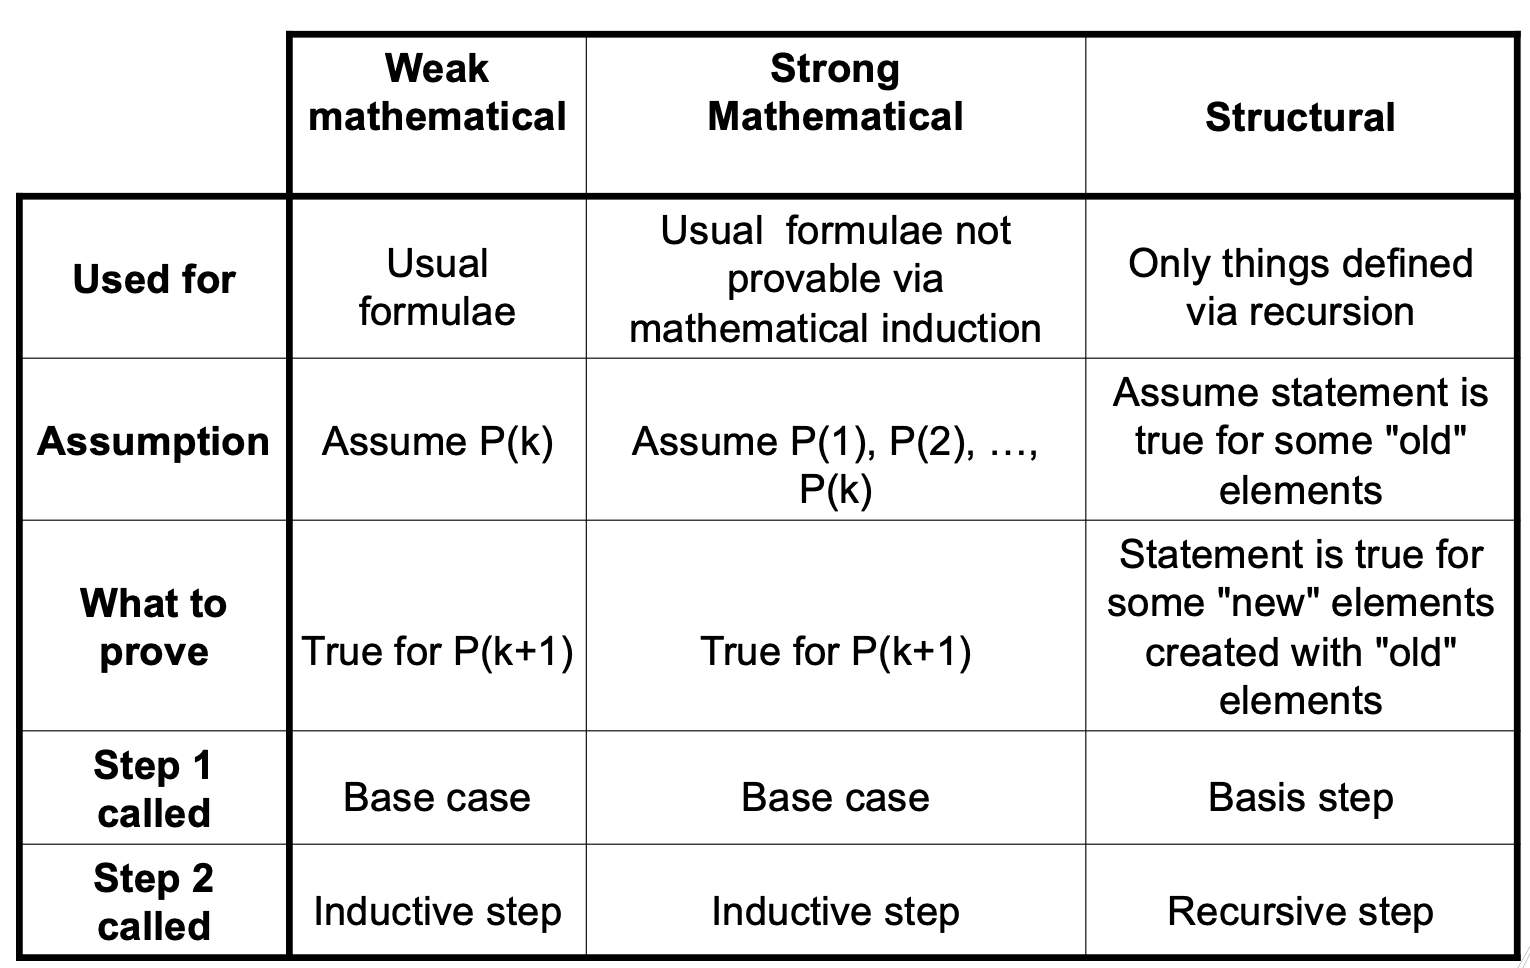 Weak
mathematical
Strong
Mathematical
Structural
Used for
Usual
formulae
Usual  formulae not
provable via
mathematical induction
Only things defined
via recursion
Assumption
Assume P(k)
Assume P(1), P(2), …,
P(k)
Assume statement is
true for some "old"
elements
What to
prove
True for P(k+1)
True for P(k+1)
Statement is true for
some "new" elements
created with "old"
elements
Step 1
called
Base case
Base case
Basis step
Step 2
called
Inductive step
Inductive step
Recursive step